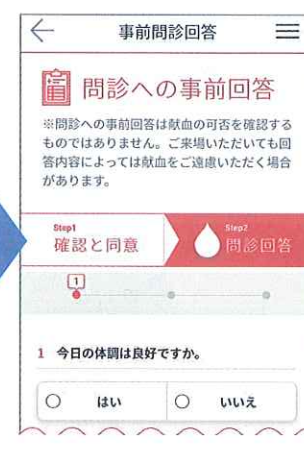 事前問診回答
問診への事前回答
※問診への事前回答は献血の可否を確認する
ものではありません。ご来場いただいても回
答内容によっては献血をご遠慮いただく場合
があります。
Step1
確認と同意
Step2
問診回答
1
1 今日の体調は良好ですか。
はい
いいえ